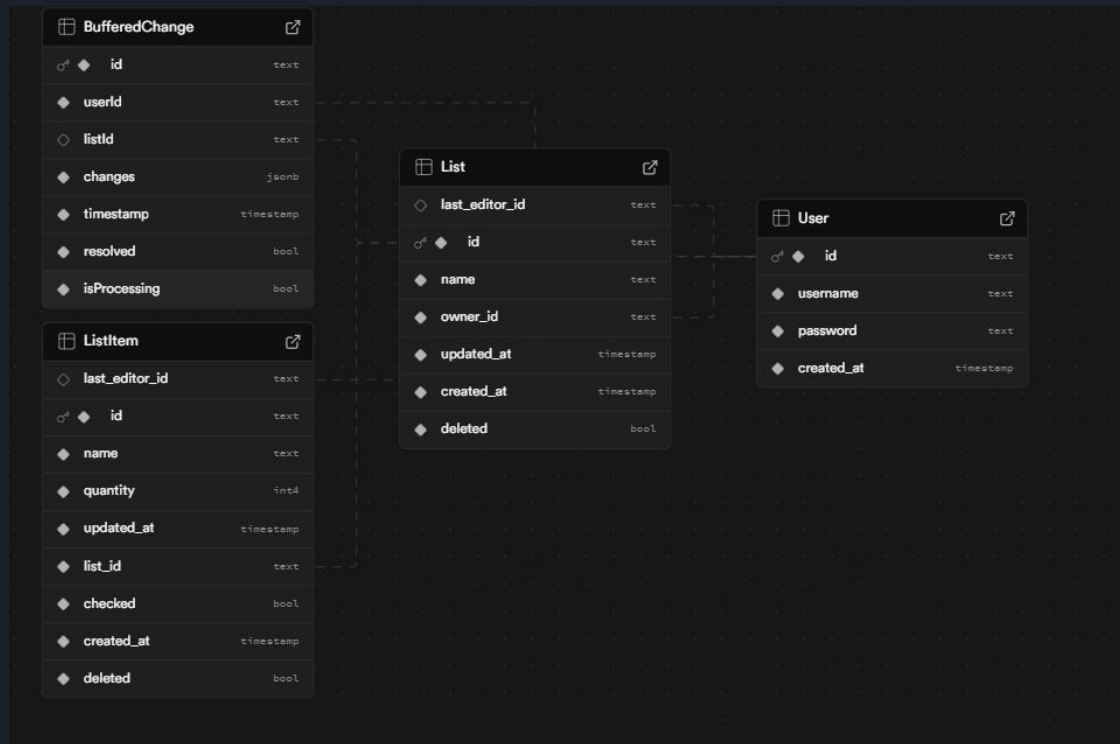 BufferedChange
id text
userId text
listId text
changes jsonb
timestamp timestamp
resolved bool
isProcessing bool
ListItem
last_editor_id text
id text
name text
quantity int4
updated_at timestamp
list_id text
checked bool
created_at timestamp
deleted bool
List
last_editor_id text
id text
name text
owner_id text
updated_at timestamp
created_at timestamp
deleted bool
User
id text
username text
password text
created_at timestamp